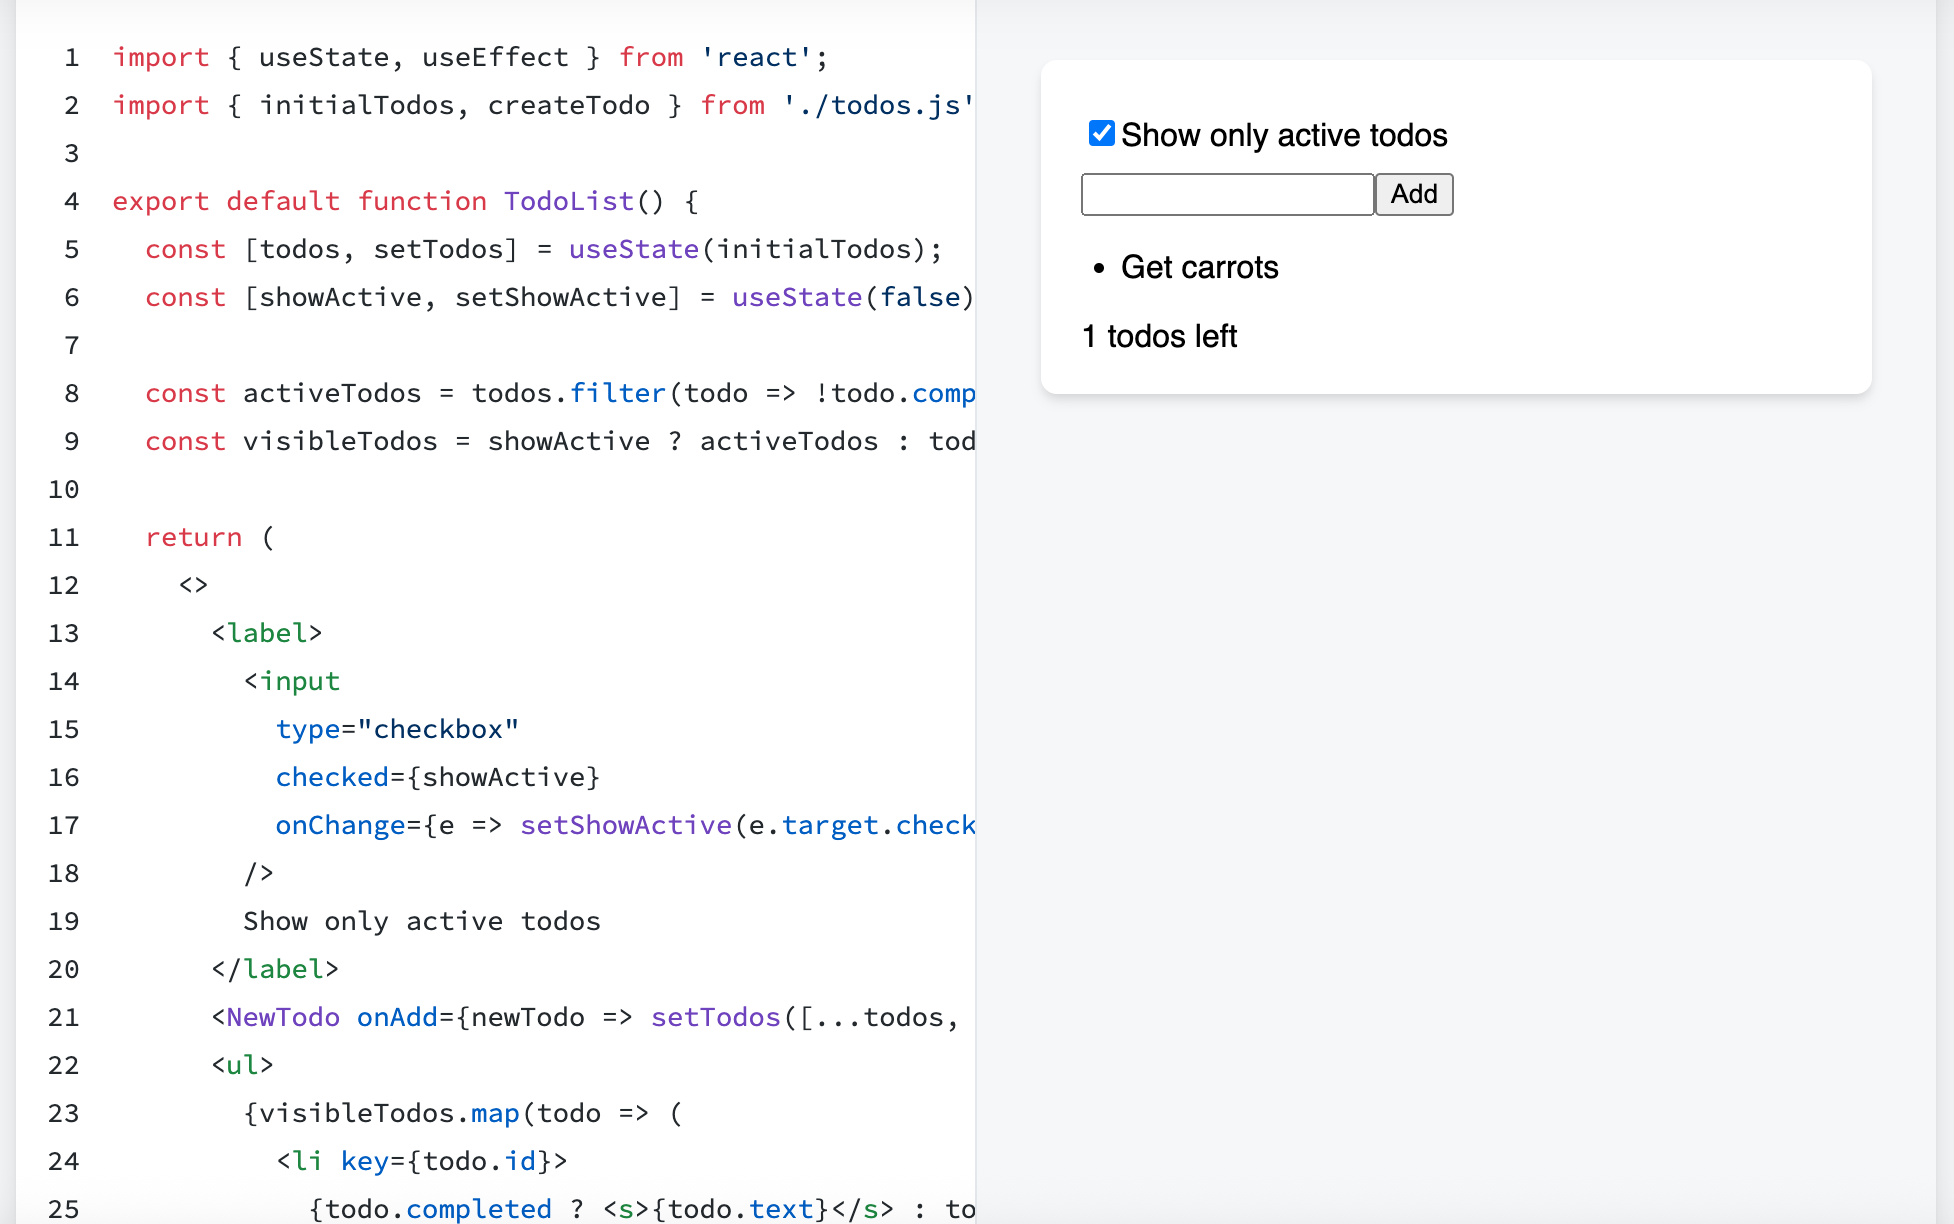 1 import { useState, useEffect } from 'react';
2 import { initialTodos, createTodo } from './todos.js'
3
4 export default function TodoList() {
5   const [todos, setTodos] = useState(initialTodos);
6   const [showActive, setShowActive] = useState(false)
7
8   const activeTodos = todos.filter(todo => !todo.comp
9   const visibleTodos = showActive ? activeTodos : tod
10
11   return (
12     <>
13       <label>
14         <input
15           type="checkbox"
16           checked={showActive}
17           onChange={e => setShowActive(e.target.check
18         />
19         Show only active todos
20       </label>
21       <NewTodo onAdd={newTodo => setTodos([...todos,
22       <ul>
23         {visibleTodos.map(todo => (
24           <li key={todo.id}>
25             {todo.completed ? <s>{todo.text}</s> : to
Show only active todos
Add
• Get carrots
1 todos left